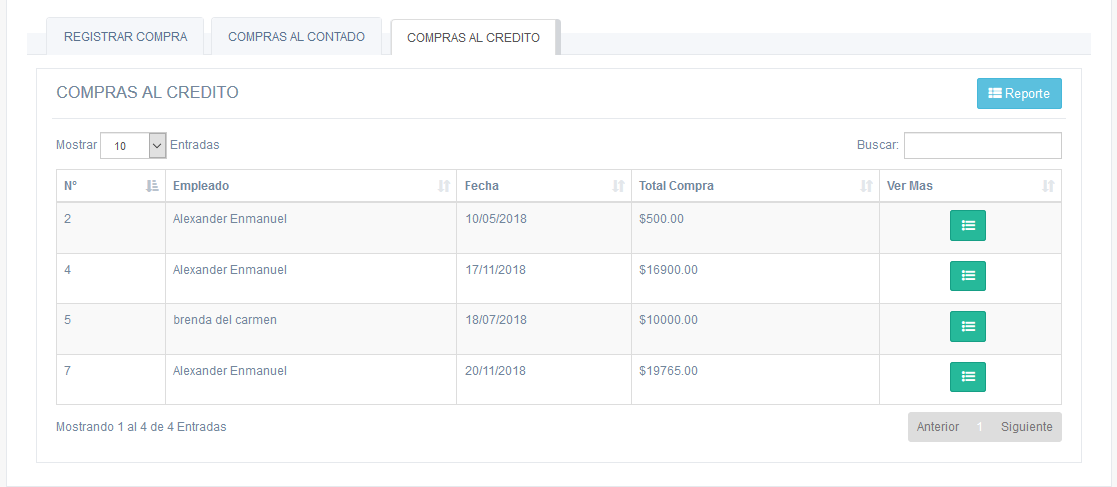 REGISTRAR COMPRA COMPRAS AL CONTADO COMPRAS AL CREDITO
COMPRAS AL CREDITO Reporte
Mostrar 10 Entradas Buscar:
N° Empleado Fecha Total Compra Ver Mas
2 Alexander Enmanuel 10/05/2018 $500.00
4 Alexander Enmanuel 17/11/2018 $16900.00
5 brenda del carmen 18/07/2018 $10000.00
7 Alexander Enmanuel 20/11/2018 $19765.00
Mostrando 1 al 4 de 4 Entradas Anterior 1 Siguiente